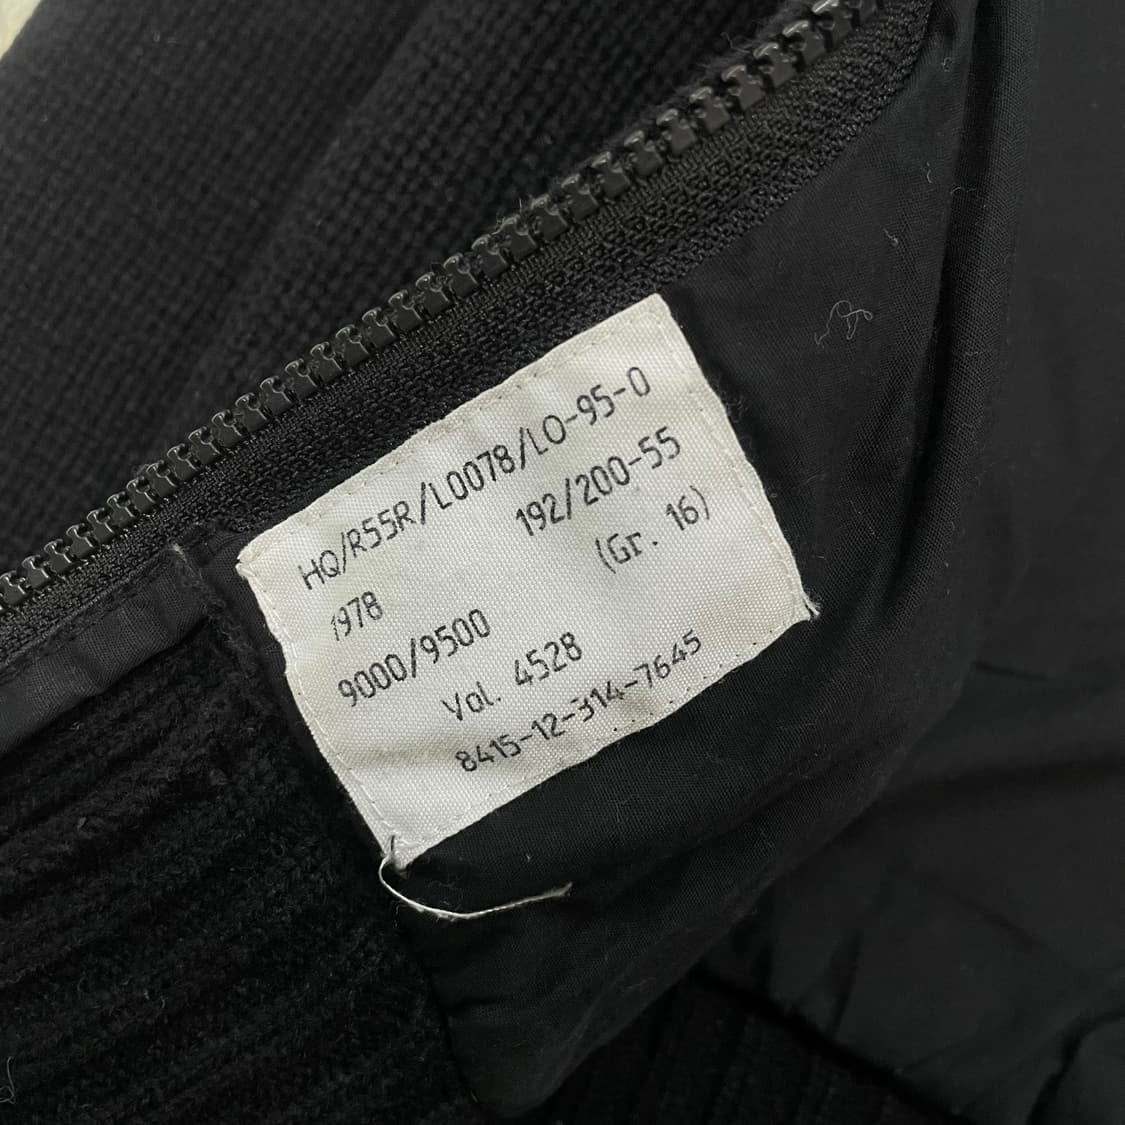 HQ/R55R/L0078/LO-95-0
1978 192/200-55
9000/9500 (Gr. 16)
Val. 4528
8415-12-314-7645